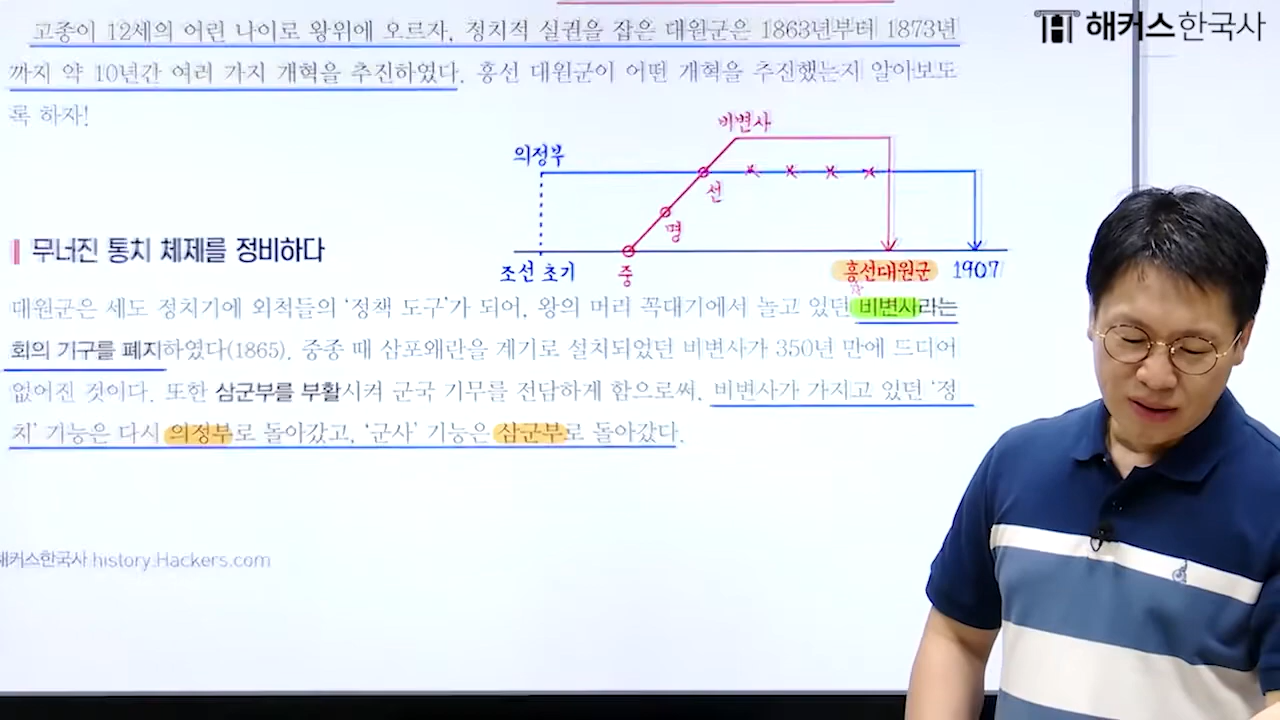 고종이 12세의 어린 나이로 왕위에 오르자, 정치적 실권을 잡은 대원군은 1863년부터 1873년
까지 약 10년간 여러 가지 개혁을 추진하였다. 흥선 대원군이 어떤 개혁을 추진했는지 알아보도
록 하자!
해커스한국사
비변사
의정부
선
명
조선 초기
중
흥선대원군
1907
무너진 통치 체제를 정비하다
대원군은 세도 정치기에 외척들의 '정책 도구'가 되어, 왕의 머리 꼭대기에서 놀고 있던 비변사라는
회의 기구를 폐지하였다(1865). 중종 때 삼포왜란을 계기로 설치되었던 비변사가 350년 만에 드디어
없어진 것이다. 또한 삼군부를 부활시켜 군국 기무를 전담하게 함으로써, 비변사가 가지고 있던 '정
치' 기능은 다시 의정부로 돌아갔고, '군사' 기능은 삼군부로 돌아갔다.
해커스한국사 history.Hackers.com